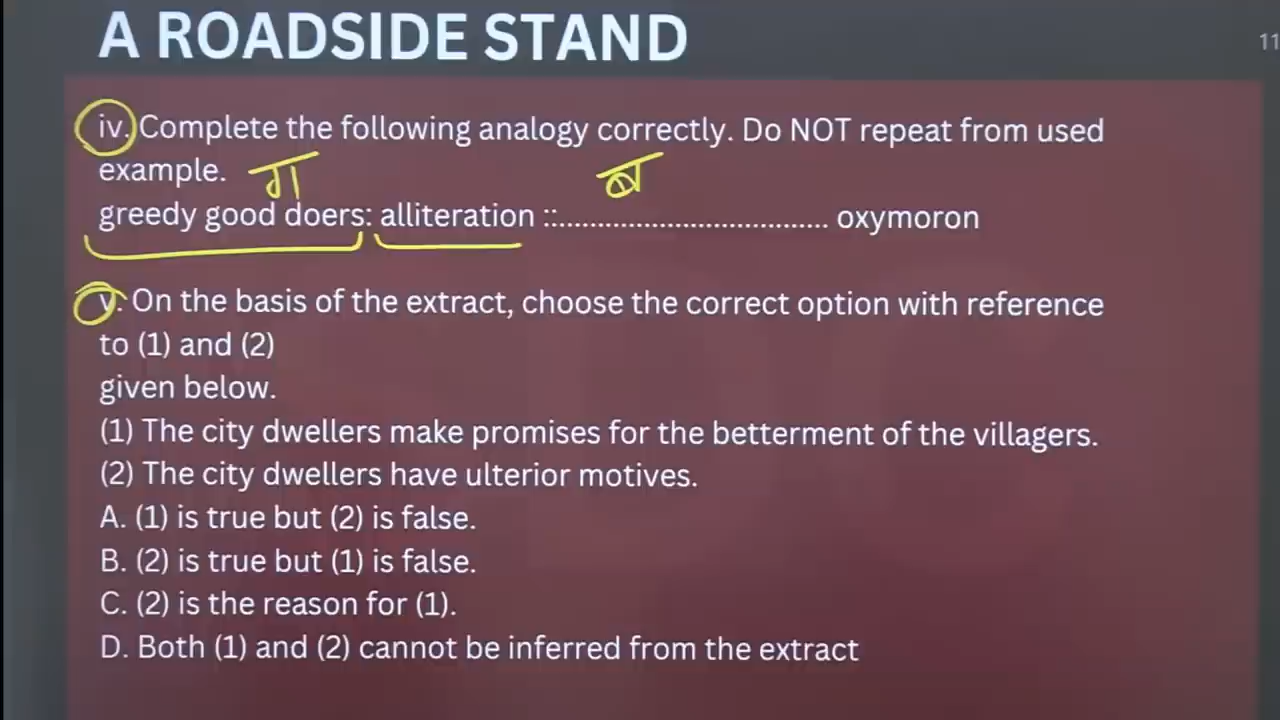 A ROADSIDE STAND
11
iv. Complete the following analogy correctly. Do NOT repeat from used
example.
ग ब
greedy good doers: alliteration ::................................. oxymoron
v. On the basis of the extract, choose the correct option with reference
to (1) and (2)
given below.
(1) The city dwellers make promises for the betterment of the villagers.
(2) The city dwellers have ulterior motives.
A. (1) is true but (2) is false.
B. (2) is true but (1) is false.
C. (2) is the reason for (1).
D. Both (1) and (2) cannot be inferred from the extract